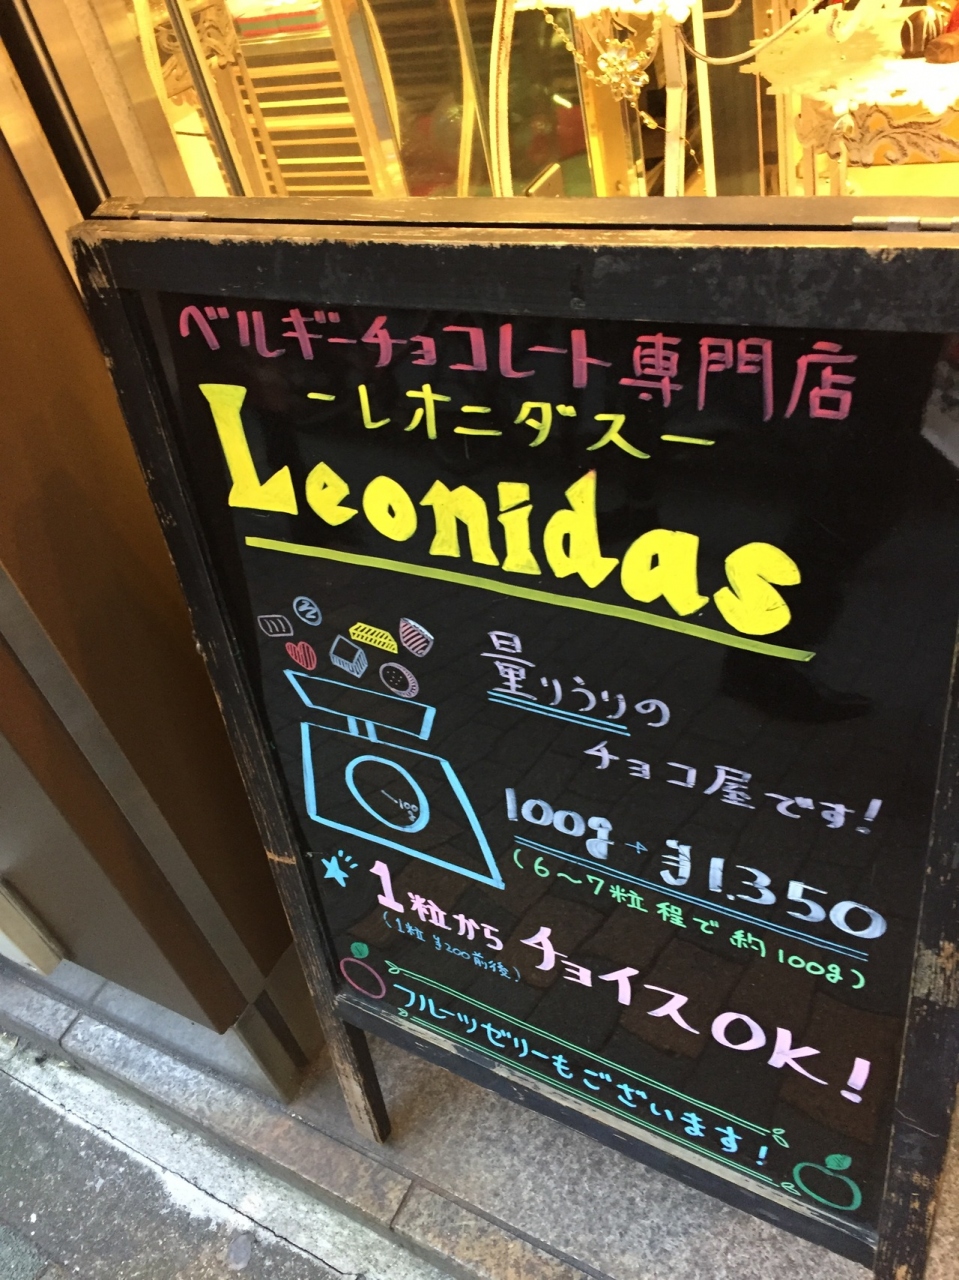 ベルギーチョコレート専門店
ーレオニダスー
Leonidas
量りうりの
チョコ屋です!
100g
100g → ¥1.350
(6〜7粒程で約100g)
1粒から チョイスOK!
(1粒¥200前後)
フルーツゼリーもございます!